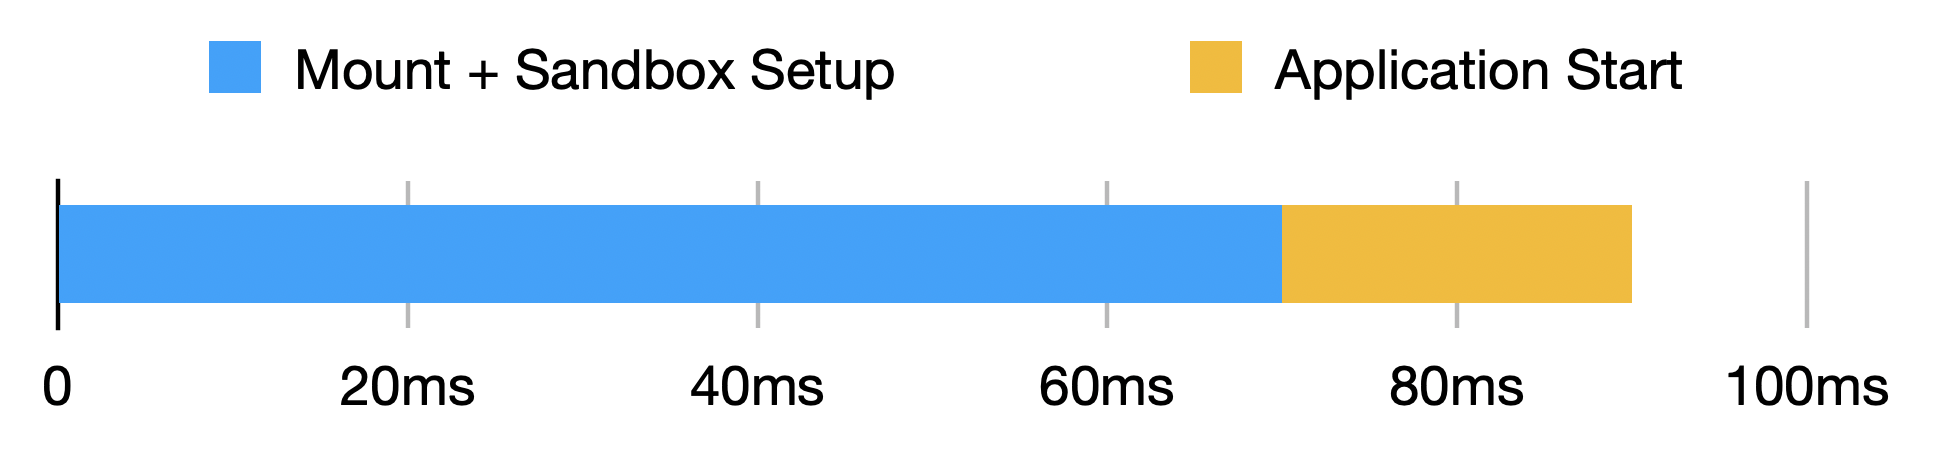 Mount + Sandbox Setup Application Start
0 20ms 40ms 60ms 80ms 100ms